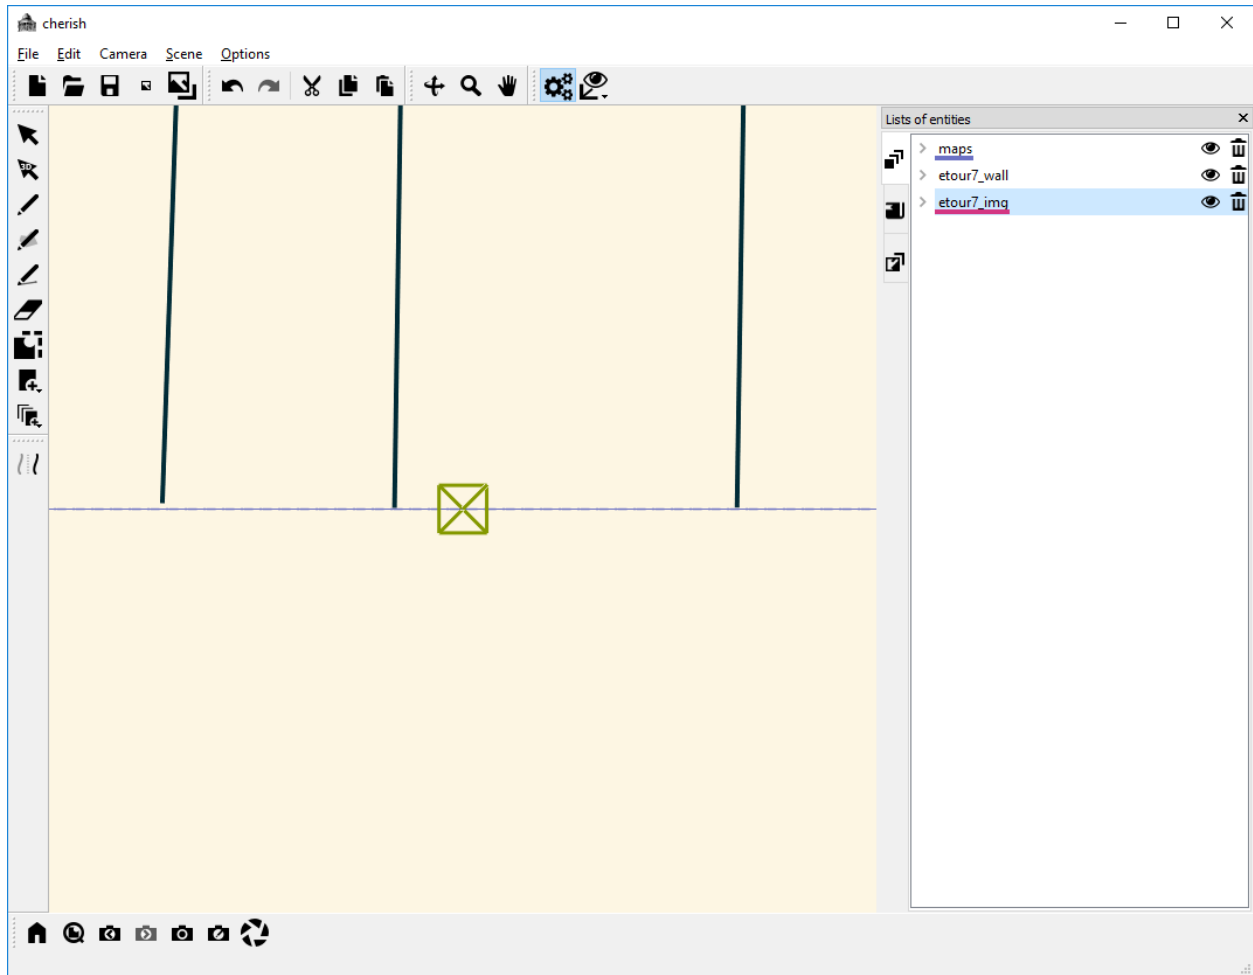 cherish
File Edit Camera Scene Options
Lists of entities
maps
etour7_wall
etour7_img